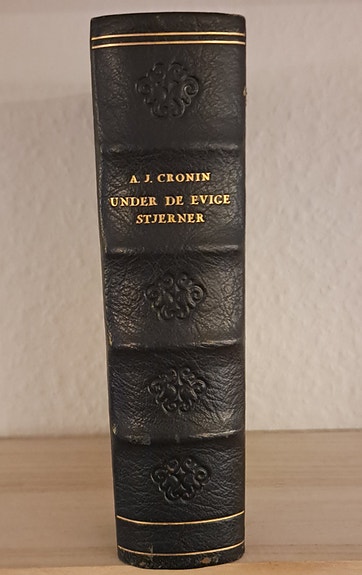 A. J. CRONIN
UNDER DE EVIGE
STJERNER